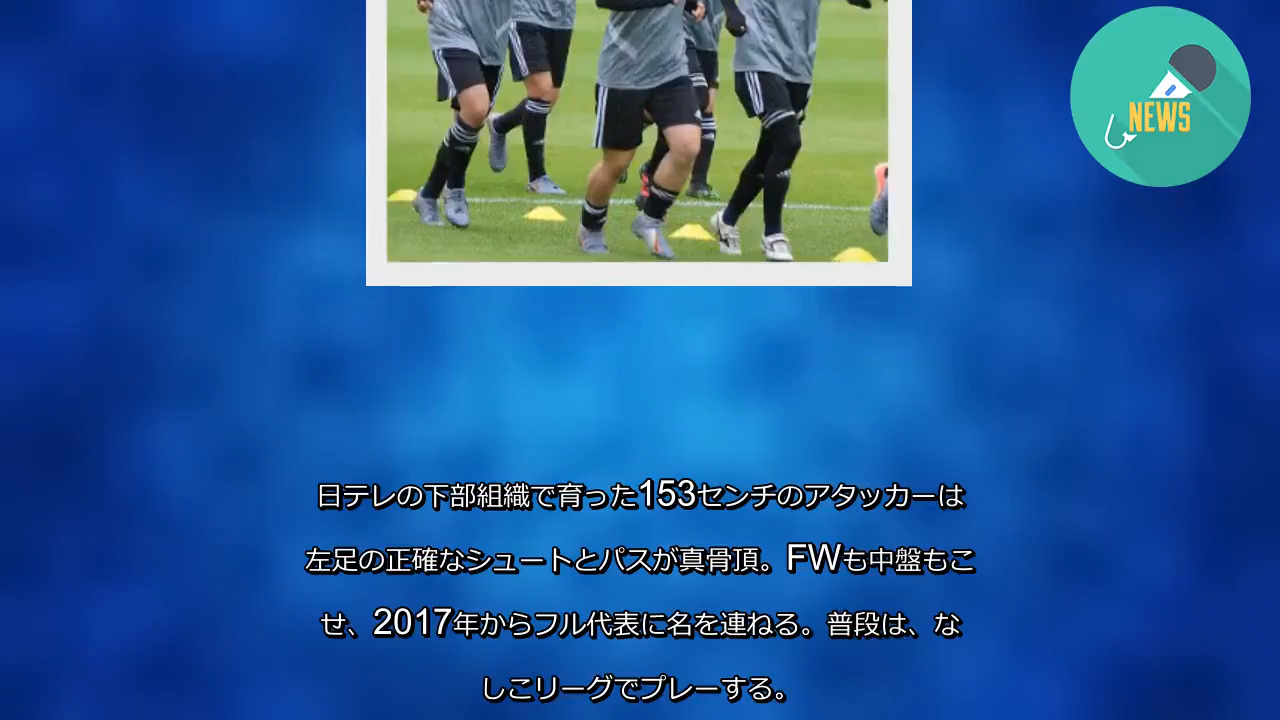 NEWS
日テレの下部組織で育った153センチのアタッカーは
左足の正確なシュートとパスが真骨頂。FWも中盤もこ
せ、2017年からフル代表に名を連ねる。普段は、な
しこリーグでプレーする。